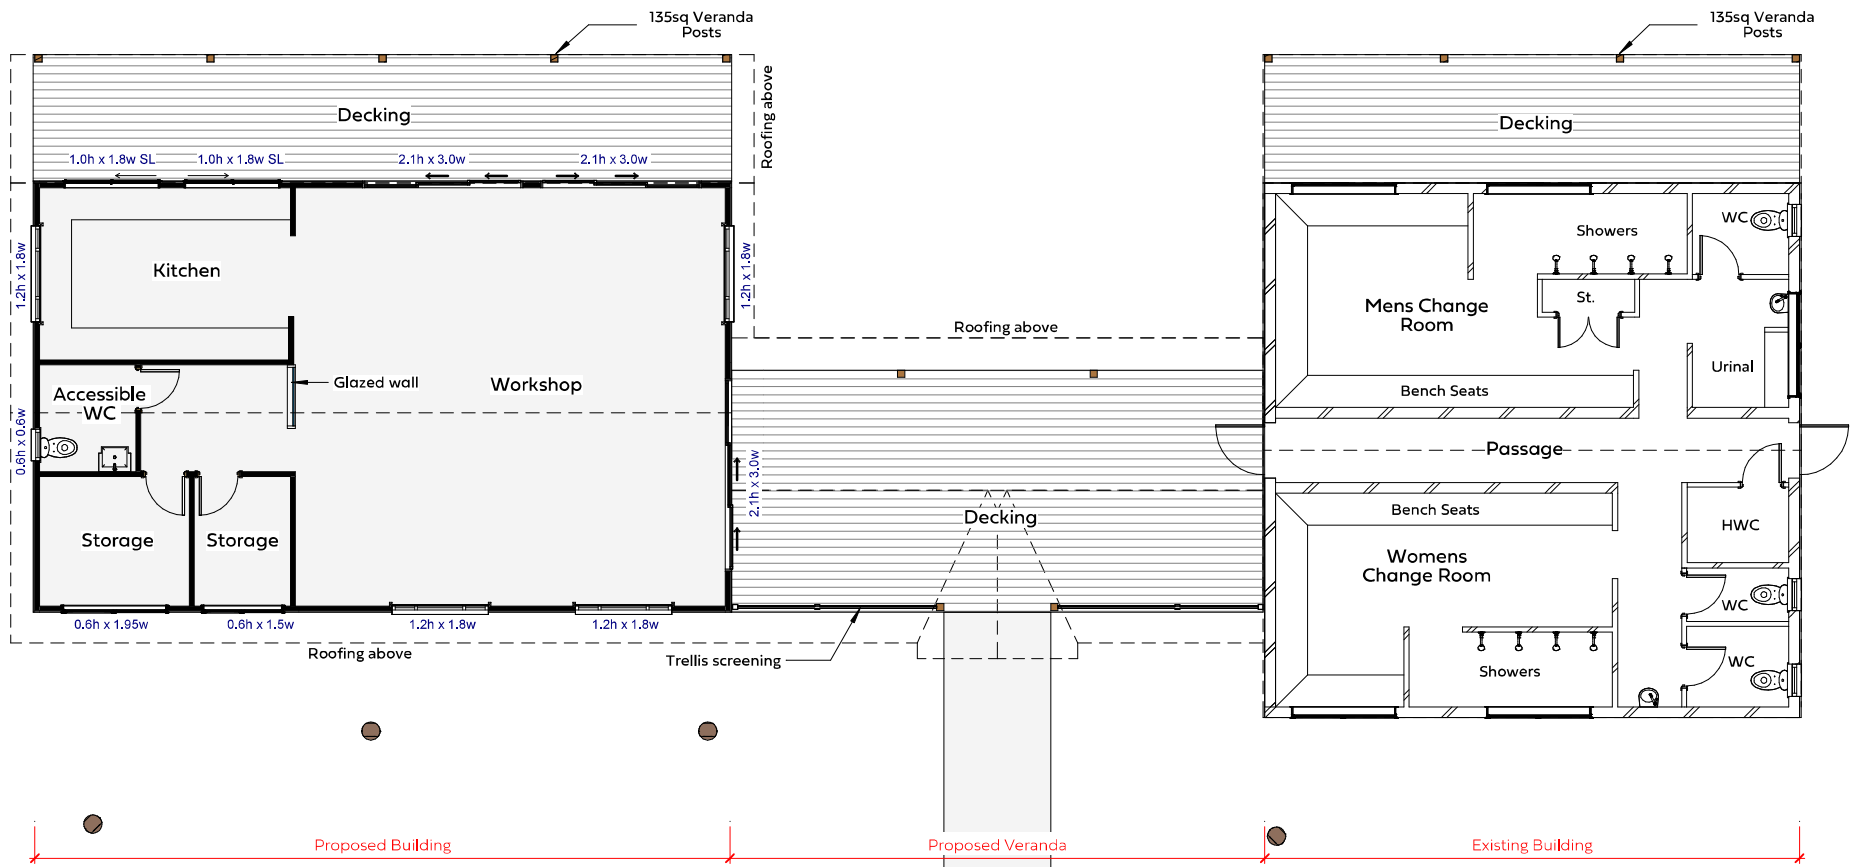 135sq Veranda
Posts
135sq Veranda
Posts
Roofing above
Decking
Decking
1.0h x 1.8w SL
1.0h x 1.8w SL
2.1h x 3.0w
2.1h x 3.0w
WC
Showers
1.2h x 1.8w
Kitchen
1.2h x 1.8w
St.
Mens Change
Room
Roofing above
Urinal
Glazed wall
Workshop
Accessible
WC
Bench Seats
0.6h x 0.6w
Passage
2.1h x 3.0w
Bench Seats
Decking
HWC
Storage
Storage
Womens
Change Room
WC
0.6h x 1.95w
0.6h x 1.5w
1.2h x 1.8w
1.2h x 1.8w
Roofing above
Trellis screening
WC
Showers
Proposed Building
Proposed Veranda
Existing Building